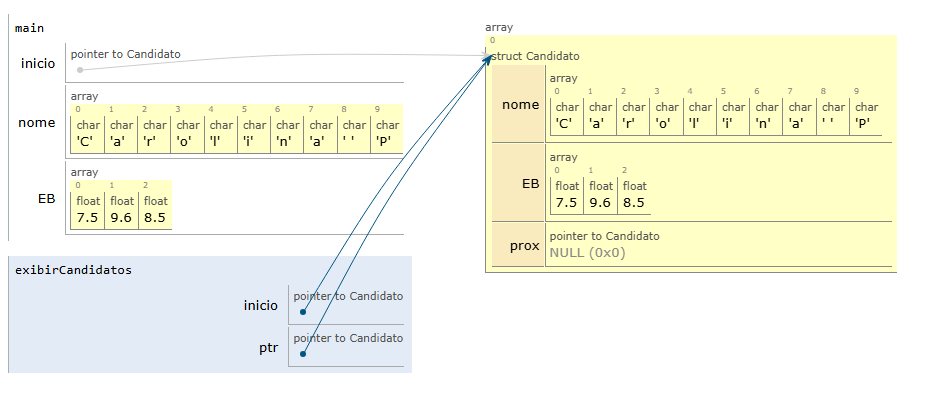 main
inicio
pointer to Candidato
nome
array
0 1 2 3 4 5 6 7 8 9
char char char char char char char char char char
'C' 'a' 'r' 'o' 'l' 'i' 'n' 'a' ' ' 'P'
EB
array
0 1 2
float float float
7.5 9.6 8.5
exibirCandidatos
inicio
pointer to Candidato
ptr
pointer to Candidato
array
0
struct Candidato
nome
array
0 1 2 3 4 5 6 7 8 9
char char char char char char char char char char
'C' 'a' 'r' 'o' 'l' 'i' 'n' 'a' ' ' 'P'
EB
array
0 1 2
float float float
7.5 9.6 8.5
prox
pointer to Candidato
NULL (0x0)